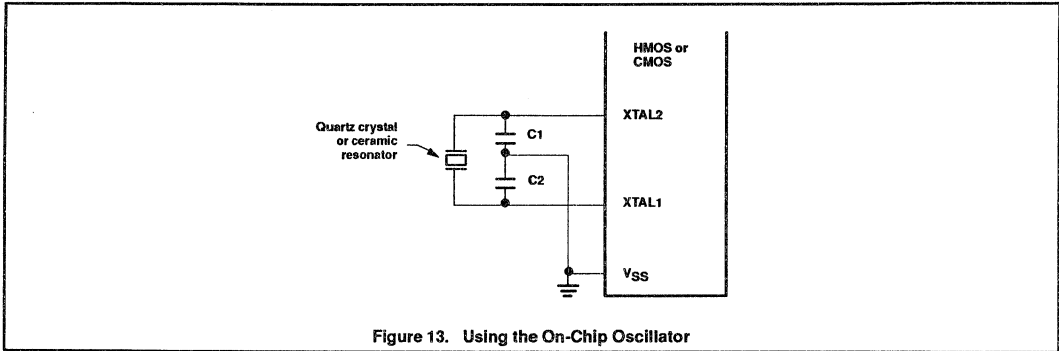 HMOS or
CMOS
XTAL2
Quartz crystal
or ceramic
resonator
C1
C2
XTAL1
VSS
Figure 13. Using the On-Chip Oscillator